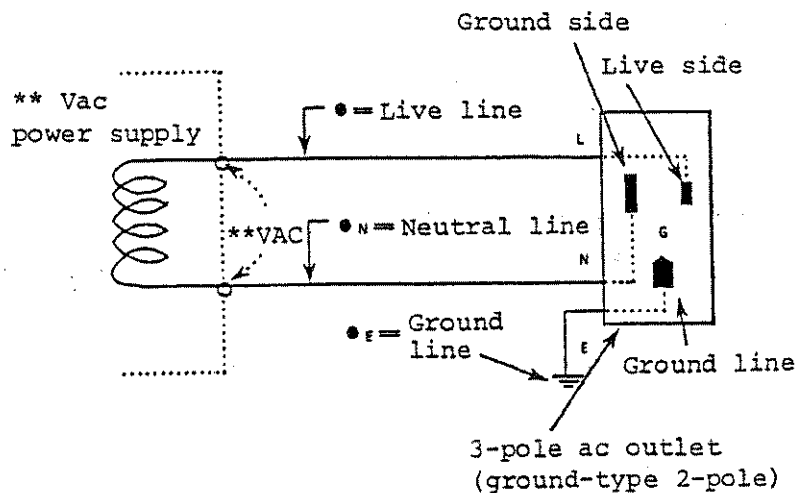 Ground side
Live side
** Vac
power supply
●= Live line
L
**VAC
●N= Neutral line
G
N
●E= Ground
line
E
Ground line
3-pole ac outlet
(ground-type 2-pole)